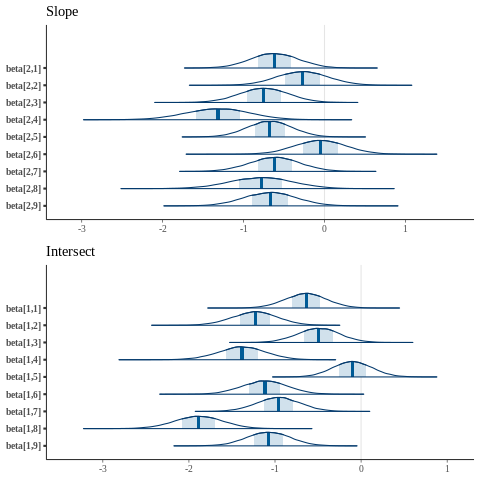 Slope
beta[2,1]
beta[2,2]
beta[2,3]
beta[2,4]
beta[2,5]
beta[2,6]
beta[2,7]
beta[2,8]
beta[2,9]
-3 -2 -1 0 1
Intersect
beta[1,1]
beta[1,2]
beta[1,3]
beta[1,4]
beta[1,5]
beta[1,6]
beta[1,7]
beta[1,8]
beta[1,9]
-3 -2 -1 0 1